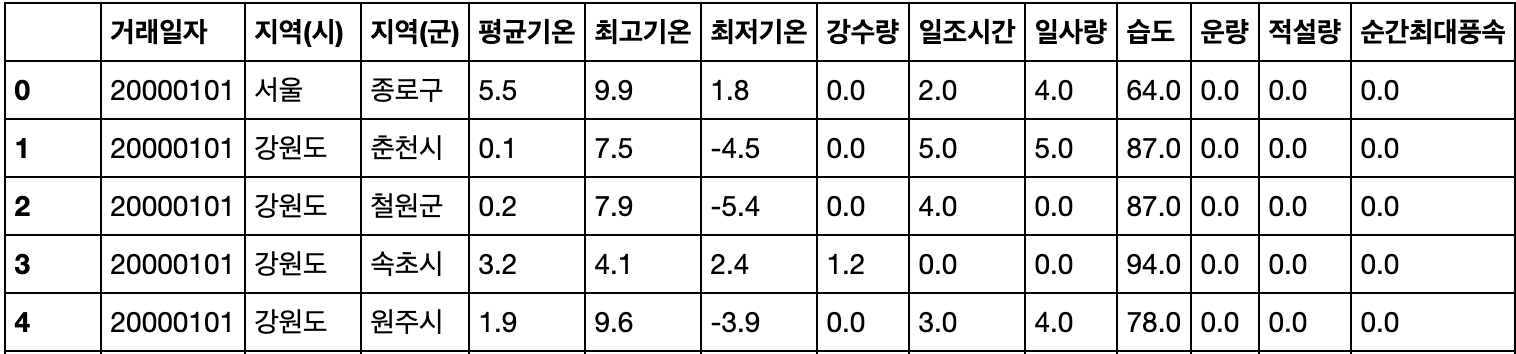 거래일자 지역(시) 지역(군) 평균기온 최고기온 최저기온 강수량 일조시간 일사량 습도 운량 적설량 순간최대풍속
0 20000101 서울 종로구 5.5 9.9 1.8 0.0 2.0 4.0 64.0 0.0 0.0 0.0
1 20000101 강원도 춘천시 0.1 7.5 -4.5 0.0 5.0 5.0 87.0 0.0 0.0 0.0
2 20000101 강원도 철원군 0.2 7.9 -5.4 0.0 4.0 0.0 87.0 0.0 0.0 0.0
3 20000101 강원도 속초시 3.2 4.1 2.4 1.2 0.0 0.0 94.0 0.0 0.0 0.0
4 20000101 강원도 원주시 1.9 9.6 -3.9 0.0 3.0 4.0 78.0 0.0 0.0 0.0